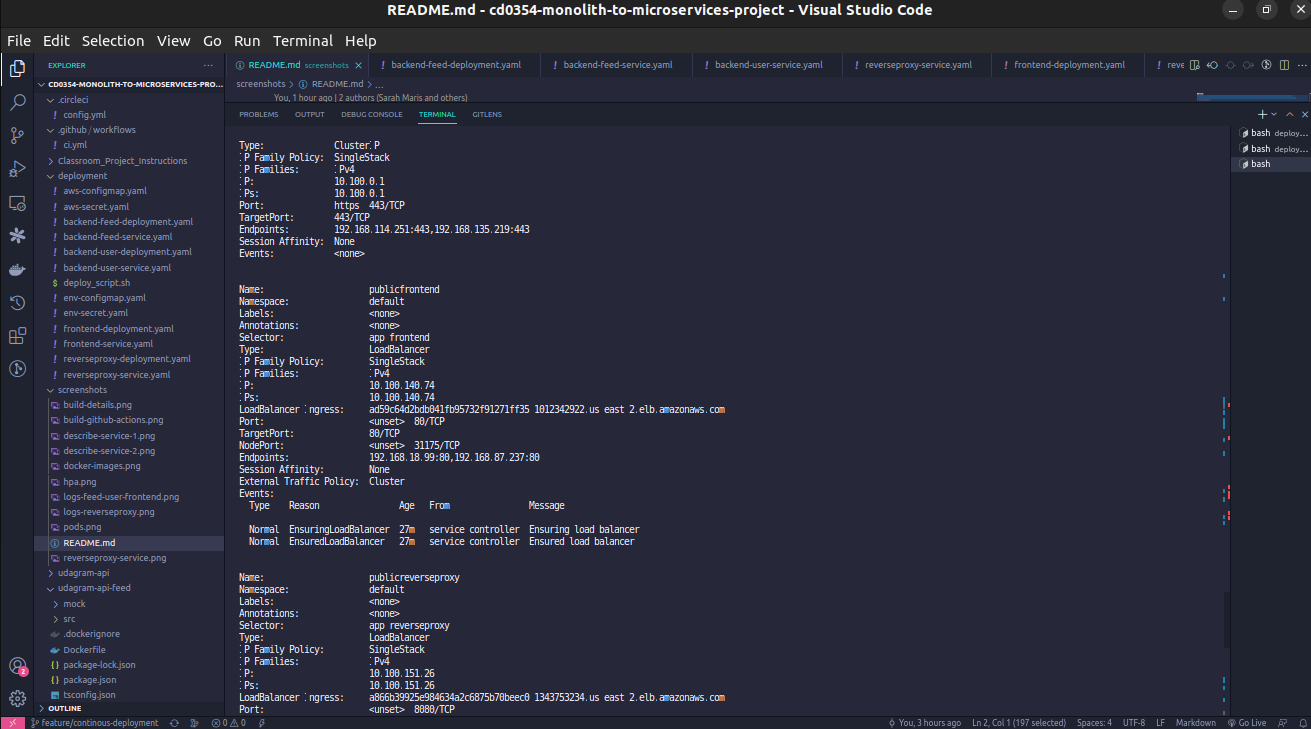 README.md - cd0354-monolith-to-microservices-project - Visual Studio Code
File Edit Selection View Go Run Terminal Help
EXPLORER
README.md screenshots
backend-feed-deployment.yaml
backend-feed-service.yaml
backend-user-service.yaml
reverseproxy-service.yaml
frontend-deployment.yaml
reve
CD0354-MONOLITH-TO-MICROSERVICES-PRO...
.circleci
config.yml
.github / workflows
ci.yml
Classroom_Project_Instructions
deployment
aws-configmap.yaml
aws-secret.yaml
backend-feed-deployment.yaml
backend-feed-service.yaml
backend-user-deployment.yaml
backend-user-service.yaml
deploy_script.sh
env-configmap.yaml
env-secret.yaml
frontend-deployment.yaml
frontend-service.yaml
reverseproxy-deployment.yaml
reverseproxy-service.yaml
screenshots
build-details.png
build-github-actions.png
describe-service-1.png
describe-service-2.png
docker-images.png
hpa.png
logs-feed-user-frontend.png
logs-reverseproxy.png
pods.png
README.md
reverseproxy-service.png
udagram-api
udagram-api-feed
mock
src
.dockerignore
Dockerfile
package-lock.json
package.json
tsconfig.json
OUTLINE
screenshots > README.md > ...
You, 1 hour ago | 2 authors (Sarah Maris and others)
PROBLEMS OUTPUT DEBUG CONSOLE TERMINAL GITLENS
bash deploy...
bash deploy...
bash
Type: Cluster P
P Family Policy: SingleStack
P Families: Pv4
P: 10.100.0.1
Ps: 10.100.0.1
Port: https 443/TCP
TargetPort: 443/TCP
Endpoints: 192.168.114.251:443,192.168.135.219:443
Session Affinity: None
Events: <none>
Name: publicfrontend
Namespace: default
Labels: <none>
Annotations: <none>
Selector: app frontend
Type: LoadBalancer
P Family Policy: SingleStack
P Families: Pv4
P: 10.100.140.74
Ps: 10.100.140.74
LoadBalancer ngress: ad59c64d2bdb041fb95732f91271ff35 1012342922.us east 2.elb.amazonaws.com
Port: <unset> 80/TCP
TargetPort: 80/TCP
NodePort: <unset> 31175/TCP
Endpoints: 192.168.18.99:80,192.168.87.237:80
Session Affinity: None
External Traffic Policy: Cluster
Events:
Type Reason Age From Message
Normal EnsuringLoadBalancer 27m service controller Ensuring load balancer
Normal EnsuredLoadBalancer 27m service controller Ensured load balancer
Name: publicreverseproxy
Namespace: default
Labels: <none>
Annotations: <none>
Selector: app reverseproxy
Type: LoadBalancer
P Family Policy: SingleStack
P Families: Pv4
P: 10.100.151.26
Ps: 10.100.151.26
LoadBalancer ngress: a866b39925e984634a2c6875b70beec0 1343753234.us east 2.elb.amazonaws.com
Port: <unset> 8080/TCP
2
feature/continous-deployment 0 0 You, 3 hours ago Ln 2, Col 1 (197 selected) Spaces: 4 UTF-8 LF Markdown Go Live